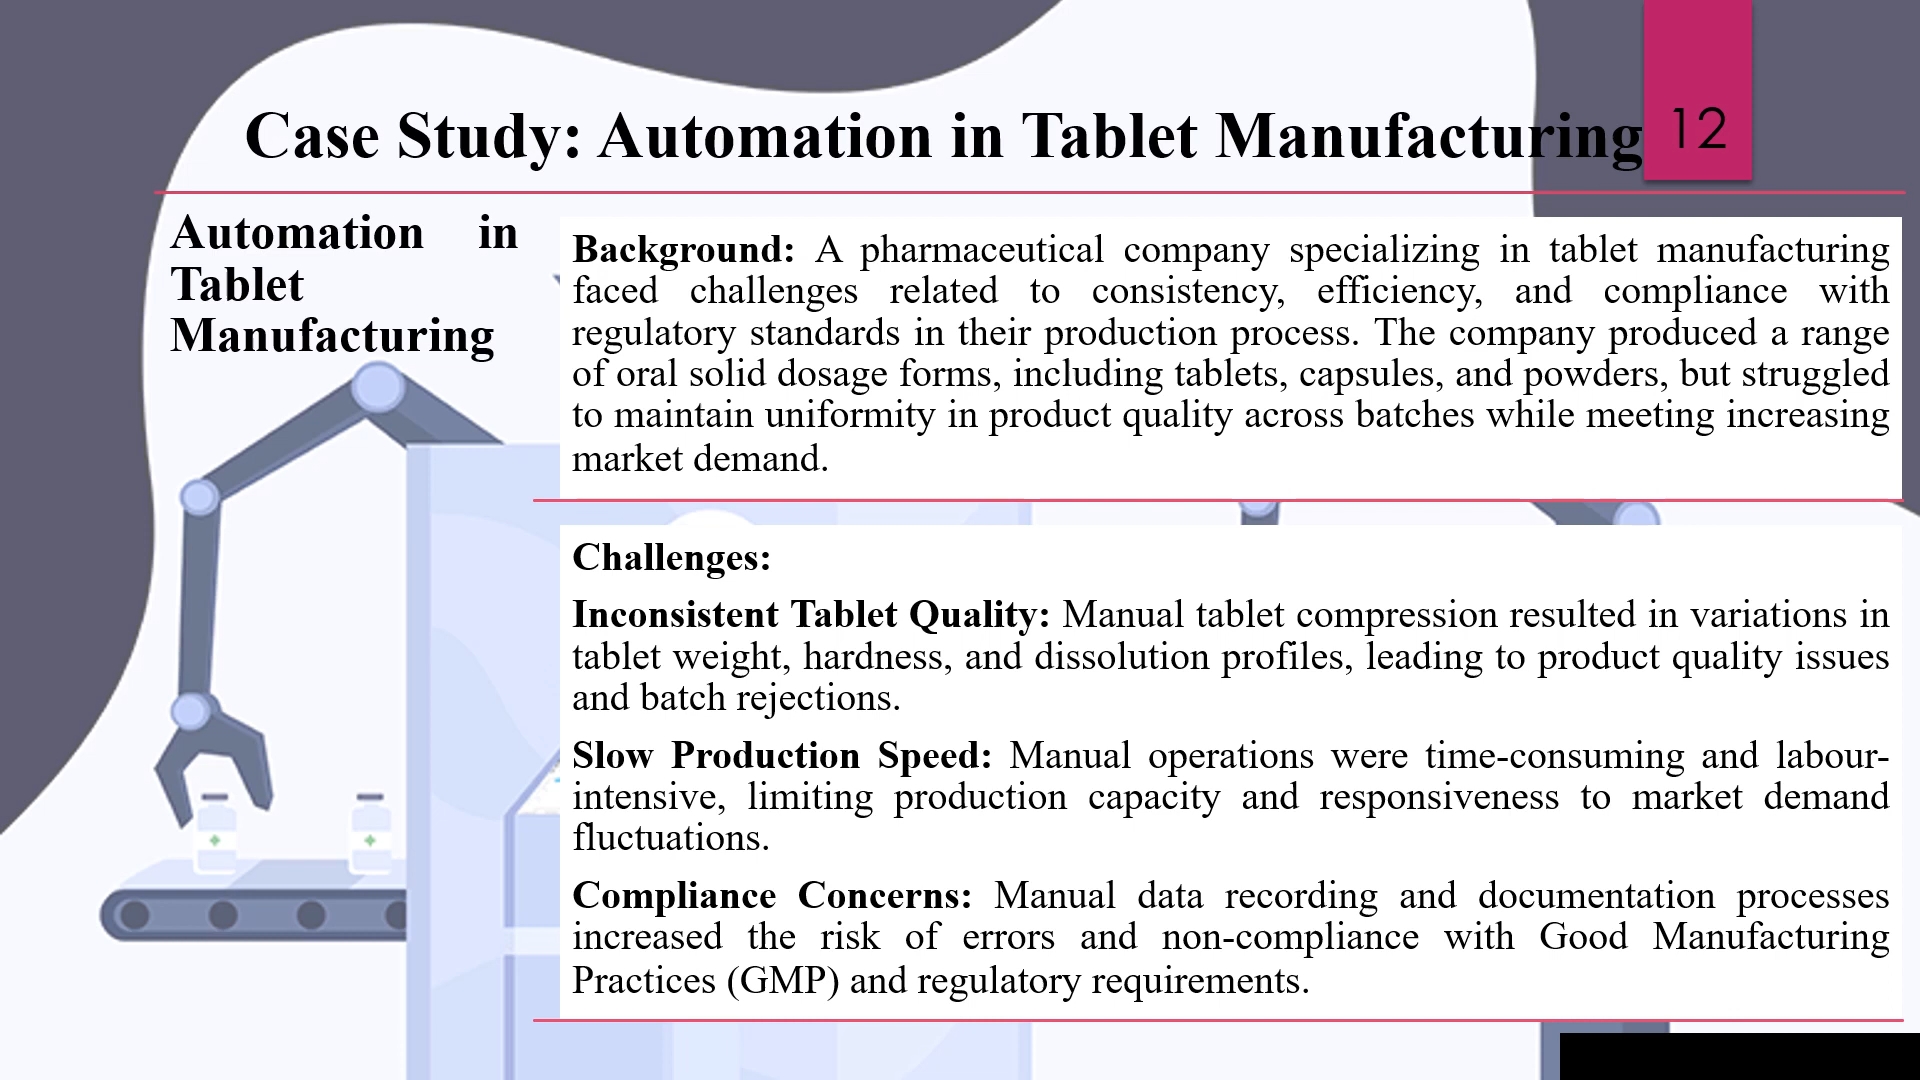 Case Study: Automation in Tablet Manufacturing
12
Automation in
Tablet
Manufacturing
Background: A pharmaceutical company specializing in tablet manufacturing
faced challenges related to consistency, efficiency, and compliance with
regulatory standards in their production process. The company produced a range
of oral solid dosage forms, including tablets, capsules, and powders, but struggled
to maintain uniformity in product quality across batches while meeting increasing
market demand.
Challenges:
Inconsistent Tablet Quality: Manual tablet compression resulted in variations in
tablet weight, hardness, and dissolution profiles, leading to product quality issues
and batch rejections.
Slow Production Speed: Manual operations were time-consuming and labour-
intensive, limiting production capacity and responsiveness to market demand
fluctuations.
Compliance Concerns: Manual data recording and documentation processes
increased the risk of errors and non-compliance with Good Manufacturing
Practices (GMP) and regulatory requirements.